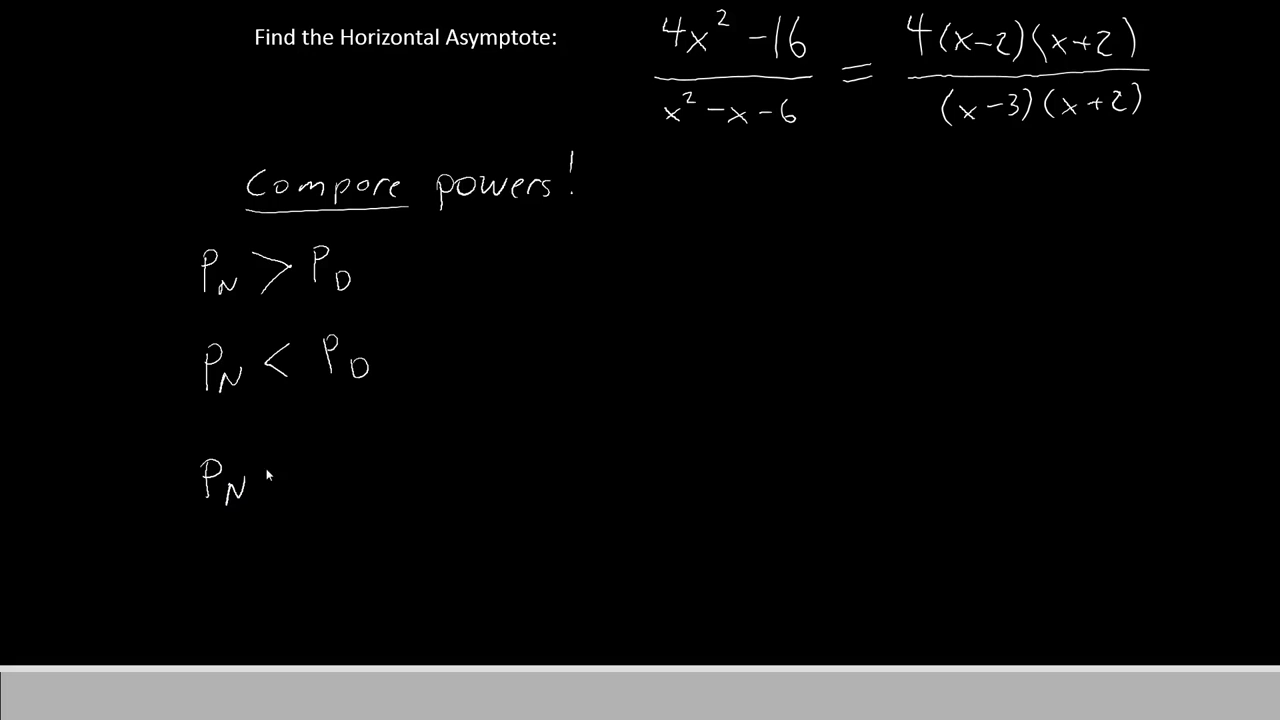 Find the Horizontal Asymptote:
4x² -16 / x² -x -6 = 4(x-2)(x+2) / (x-3)(x+2)
Compare powers!
P_N > P_D
P_N < P_D
P_N